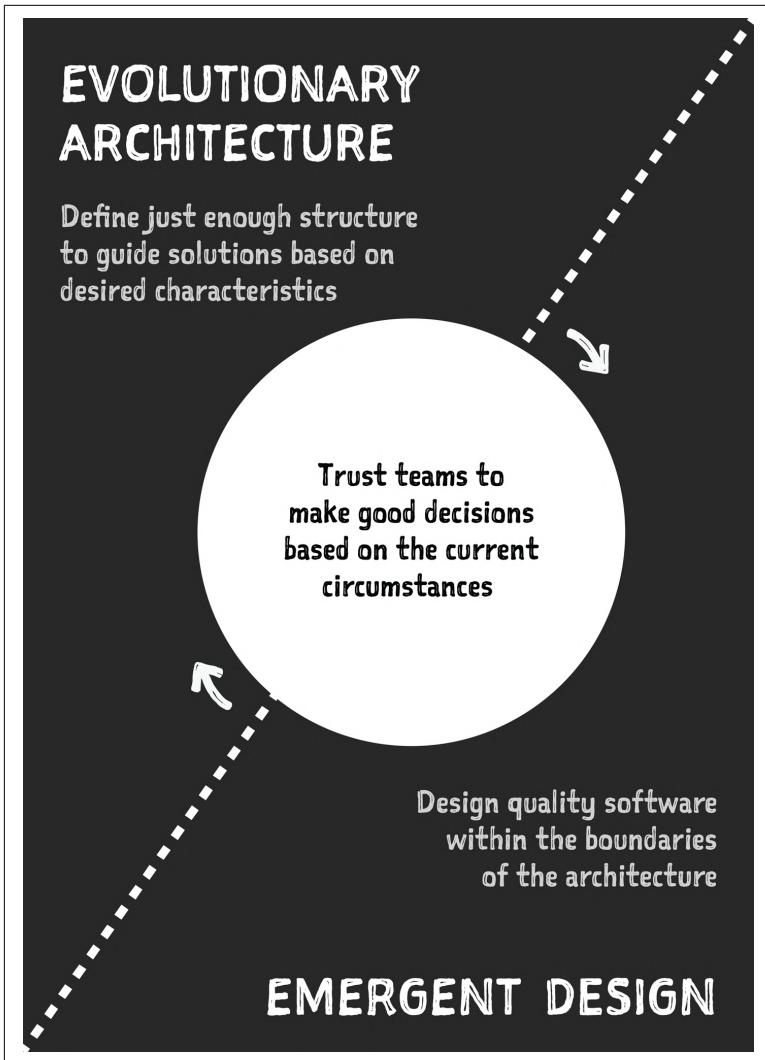 EVOLUTIONARY
ARCHITECTURE
Define just enough structure
to guide solutions based on
desired characteristics
Trust teams to
make good decisions
based on the current
circumstances
Design quality software
within the boundaries
of the architecture
EMERGENT DESIGN